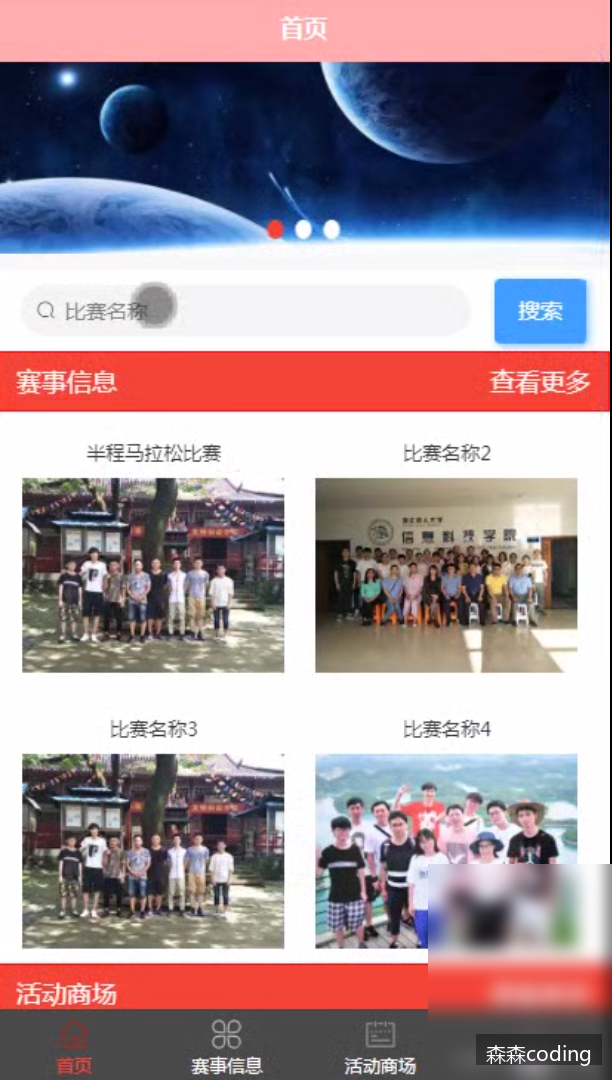 首页
比赛名称
搜索
赛事信息
查看更多
半程马拉松比赛
比赛名称2
信息科技学院
比赛名称3
比赛名称4
活动商场
首页
赛事信息
活动商场
森森coding